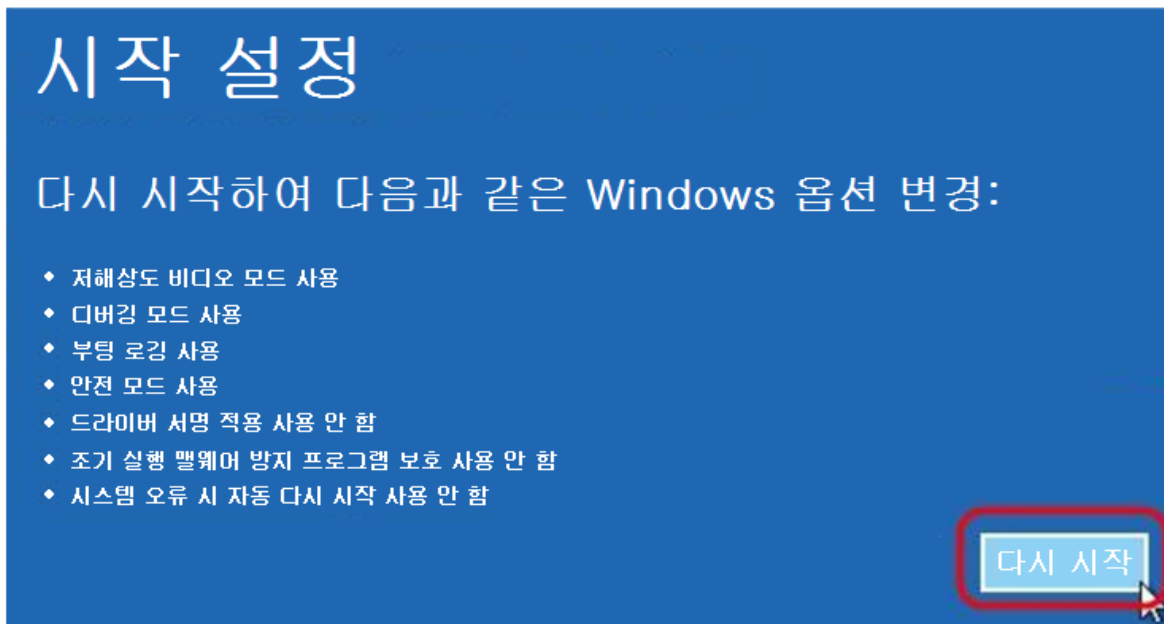 시작 설정
다시 시작하여 다음과 같은 Windows 옵션 변경:
• 저해상도 비디오 모드 사용
• 디버깅 모드 사용
• 부팅 로깅 사용
• 안전 모드 사용
• 드라이버 서명 적용 사용 안 함
• 조기 실행 맬웨어 방지 프로그램 보호 사용 안 함
• 시스템 오류 시 자동 다시 시작 사용 안 함
다시 시작